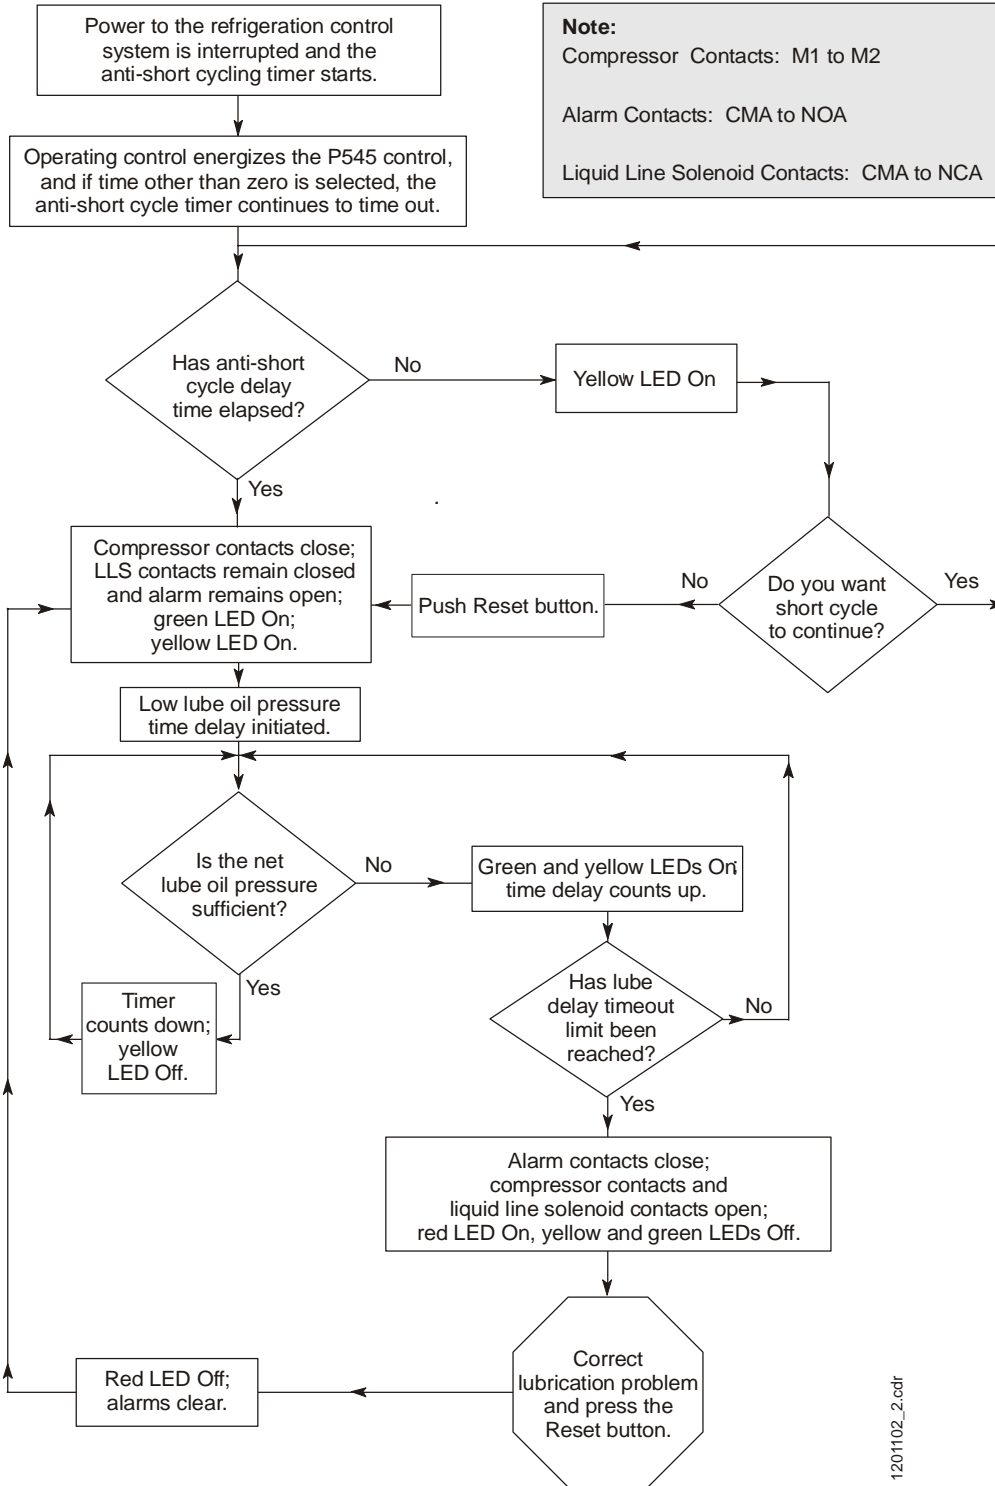 Power to the refrigeration control
system is interrupted and the
anti-short cycling timer starts.
Note:
Compressor Contacts: M1 to M2
Alarm Contacts: CMA to NOA
Liquid Line Solenoid Contacts: CMA to NCA
Operating control energizes the P545 control,
and if time other than zero is selected, the
anti-short cycle timer continues to time out.
Has anti-short
cycle delay
time elapsed?
No
Yellow LED On
Yes
Compressor contacts close;
LLS contacts remain closed
and alarm remains open;
green LED On;
yellow LED On.
Push Reset button.
No
Do you want
short cycle
to continue?
Yes
Low lube oil pressure
time delay initiated.
Is the net
lube oil pressure
sufficient?
No
Green and yellow LEDs On;
time delay counts up.
Yes
Timer
counts down;
yellow
LED Off.
Has lube
delay timeout
limit been
reached?
No
Yes
Alarm contacts close;
compressor contacts and
liquid line solenoid contacts open;
red LED On, yellow and green LEDs Off.
Correct
lubrication problem
and press the
Reset button.
Red LED Off;
alarms clear.
1201102_2.cdr